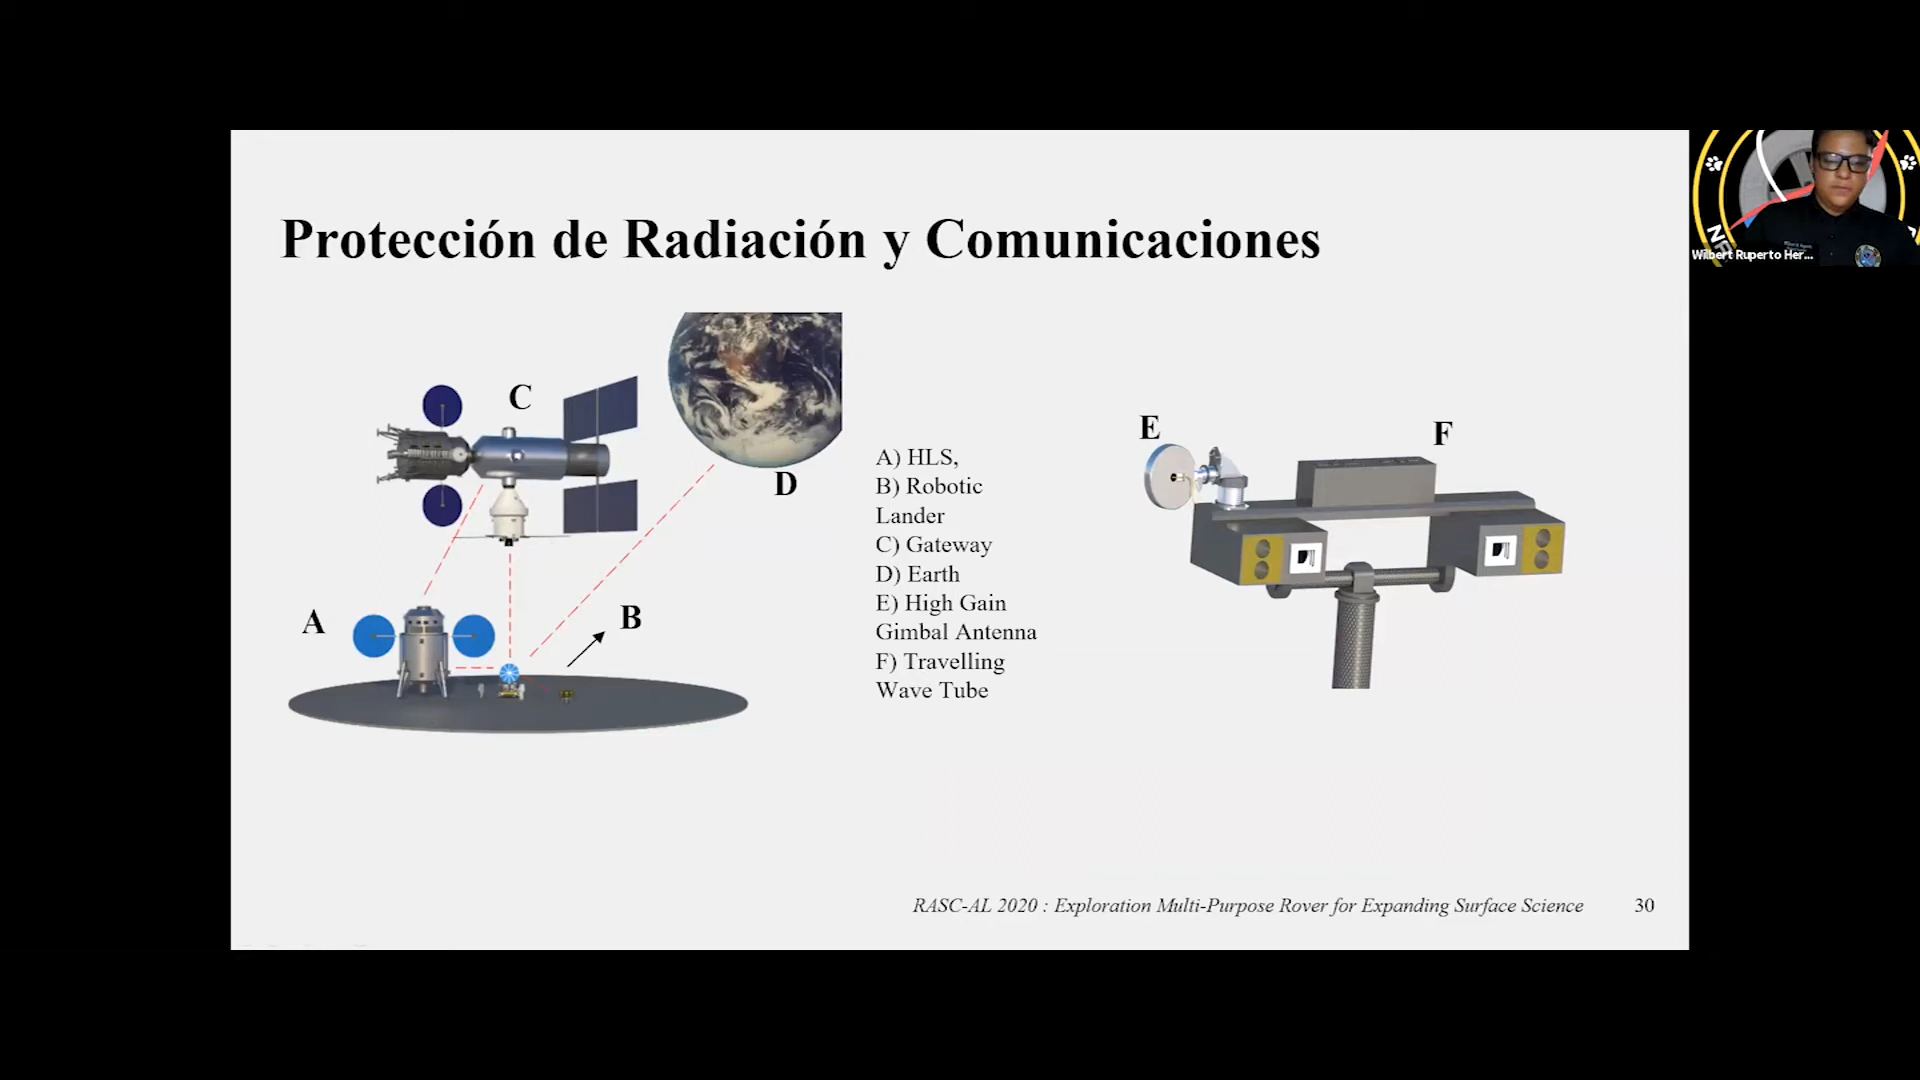 Protección de Radiación y Comunicaciones
C
D
A
B
A) HLS,
B) Robotic
Lander
C) Gateway
D) Earth
E) High Gain
Gimbal Antenna
F) Travelling
Wave Tube
E
F
RASC-AL 2020 : Exploration Multi-Purpose Rover for Expanding Surface Science 30
Wilbert Ruperto Her...